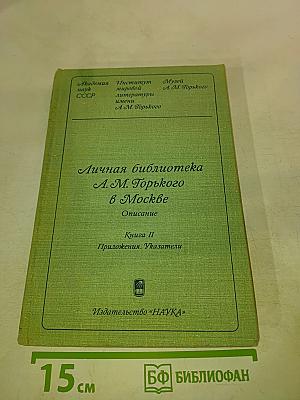 Академия
наук
СССР
Институт
мировой
литературы
имени
А.М.Горького
Музей
А.М.Горького
Личная библиотека
А.М.Горького
в Москве
Описание
Книга II
Приложения. Указатели
Издательство «НАУКА»
15 см
БФ БИБЛИОФАН